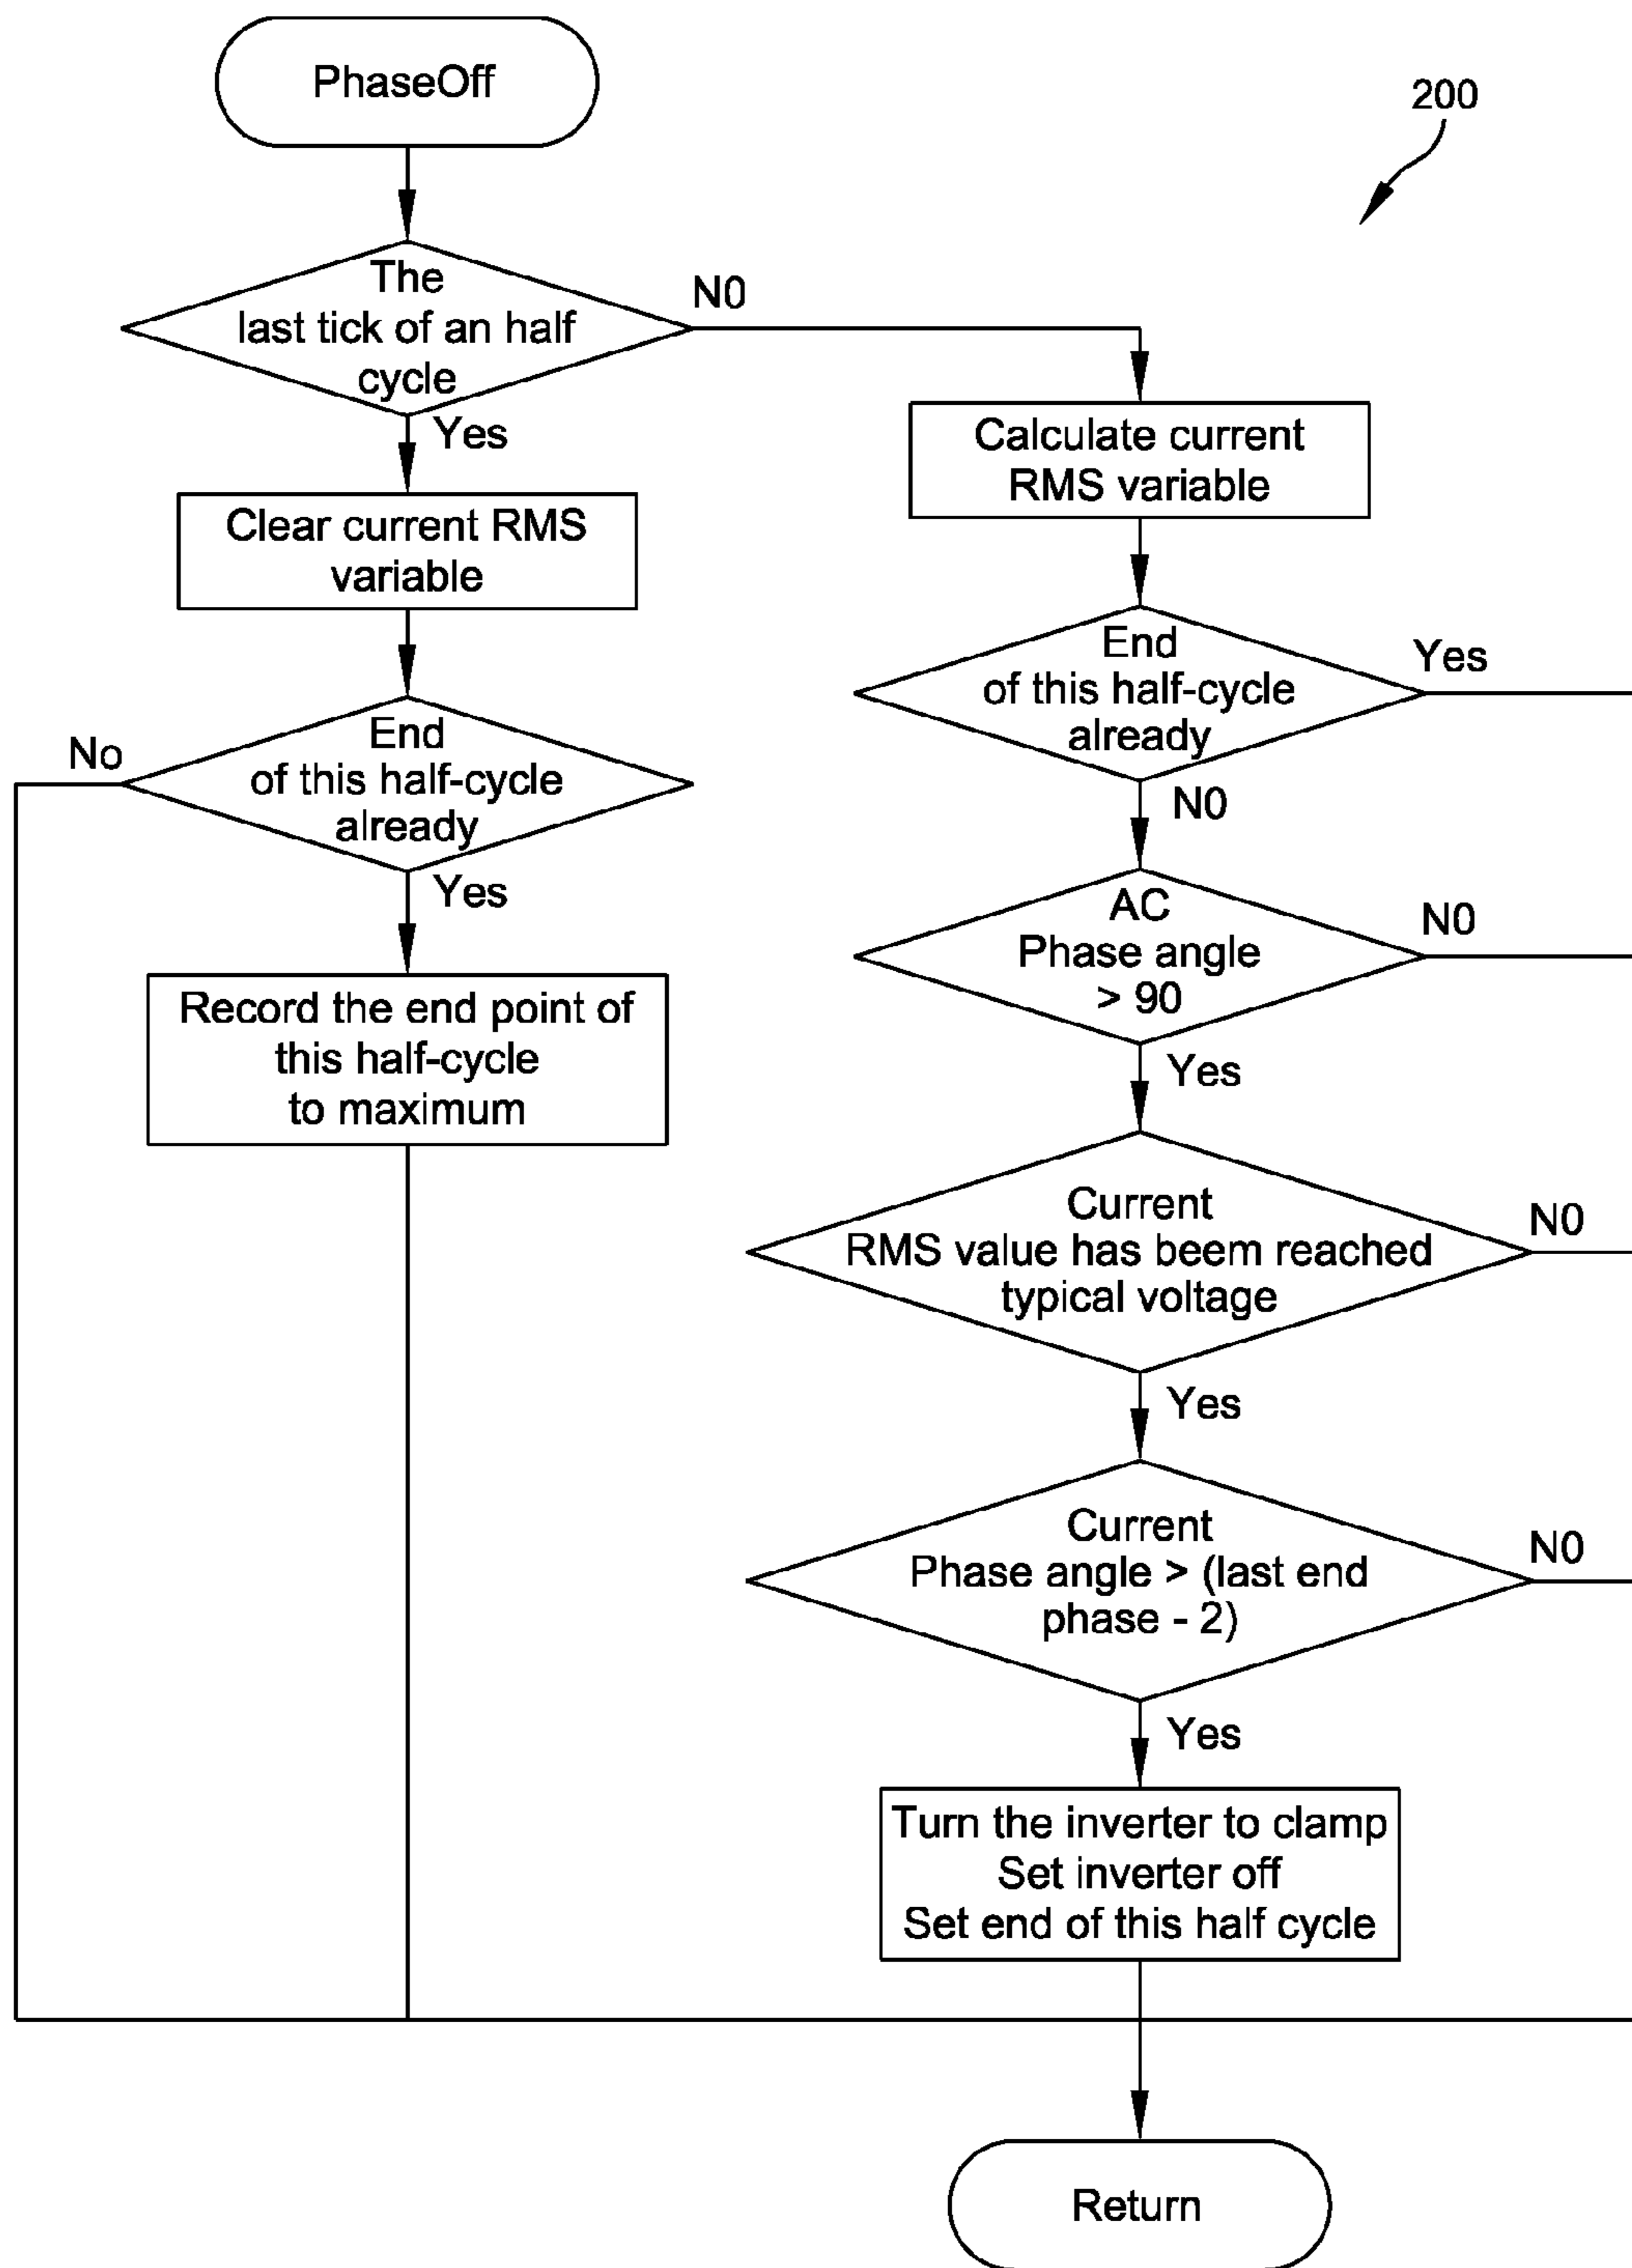 PhaseOff
200
The
last tick of an half
cycle
N0
Yes
Clear current RMS
variable
End
of this half-cycle
already
No
Yes
Record the end point of
this half-cycle
to maximum
Calculate current
RMS variable
End
of this half-cycle
already
Yes
N0
AC
Phase angle
> 90
N0
Yes
Current
RMS value has beem reached
typical voltage
N0
Yes
Current
Phase angle > (last end
phase - 2)
N0
Yes
Turn the inverter to clamp
Set inverter off
Set end of this half cycle
Return